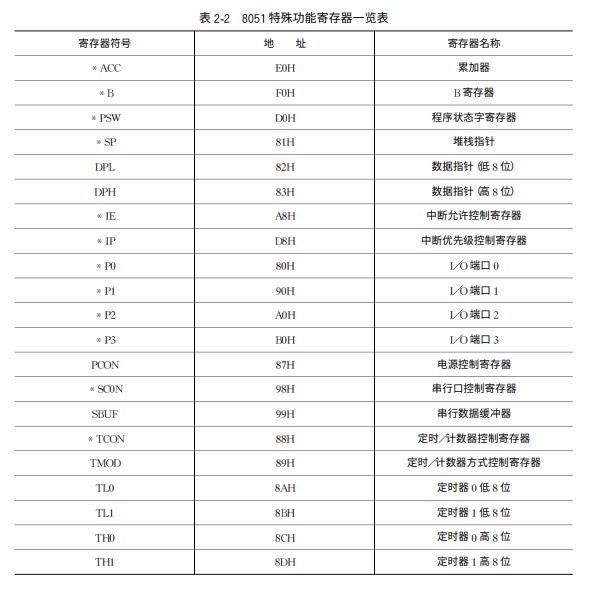 表 2-2 8051 特殊功能寄存器一览表
寄存器符号 地 址 寄存器名称
* ACC E0H 累加器
* B F0H B 寄存器
* PSW D0H 程序状态字寄存器
* SP 81H 堆栈指针
DPL 82H 数据指针 (低 8 位)
DPH 83H 数据指针 (高 8 位)
* IE A8H 中断允许控制寄存器
* IP D8H 中断优先级控制寄存器
* P0 80H I/O 端口 0
* P1 90H I/O 端口 1
* P2 A0H I/O 端口 2
* P3 B0H I/O 端口 3
PCON 87H 电源控制寄存器
* SCON 98H 串行口控制寄存器
SBUF 99H 串行数据缓冲器
* TCON 88H 定时/计数器控制寄存器
TMOD 89H 定时/计数器方式控制寄存器
TL0 8AH 定时器 0 低 8 位
TL1 8BH 定时器 1 低 8 位
TH0 8CH 定时器 0 高 8 位
TH1 8DH 定时器 1 高 8 位